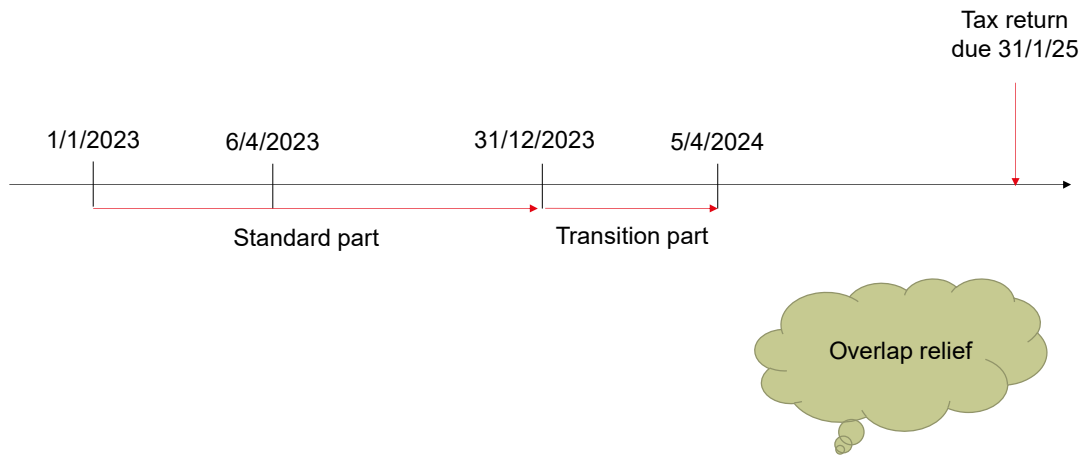 Tax return
due 31/1/25
1/1/2023
6/4/2023
31/12/2023
5/4/2024
Standard part
Transition part
Overlap relief